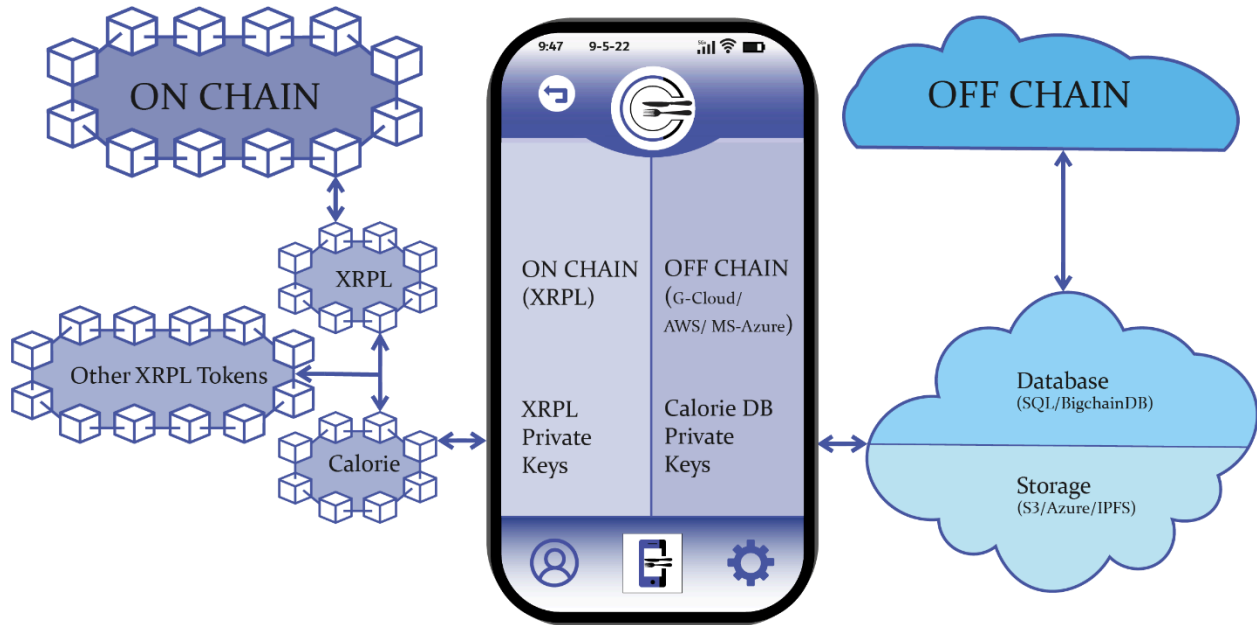 ON CHAIN
XRPL
Other XRPL Tokens
Calorie
9:47 9-5-22 5G
ON CHAIN
(XRPL)
XRPL
Private
Keys
OFF CHAIN
(G-Cloud/
AWS/ MS-Azure)
Calorie DB
Private
Keys
OFF CHAIN
Database
(SQL/BigchainDB)
Storage
(S3/Azure/IPFS)